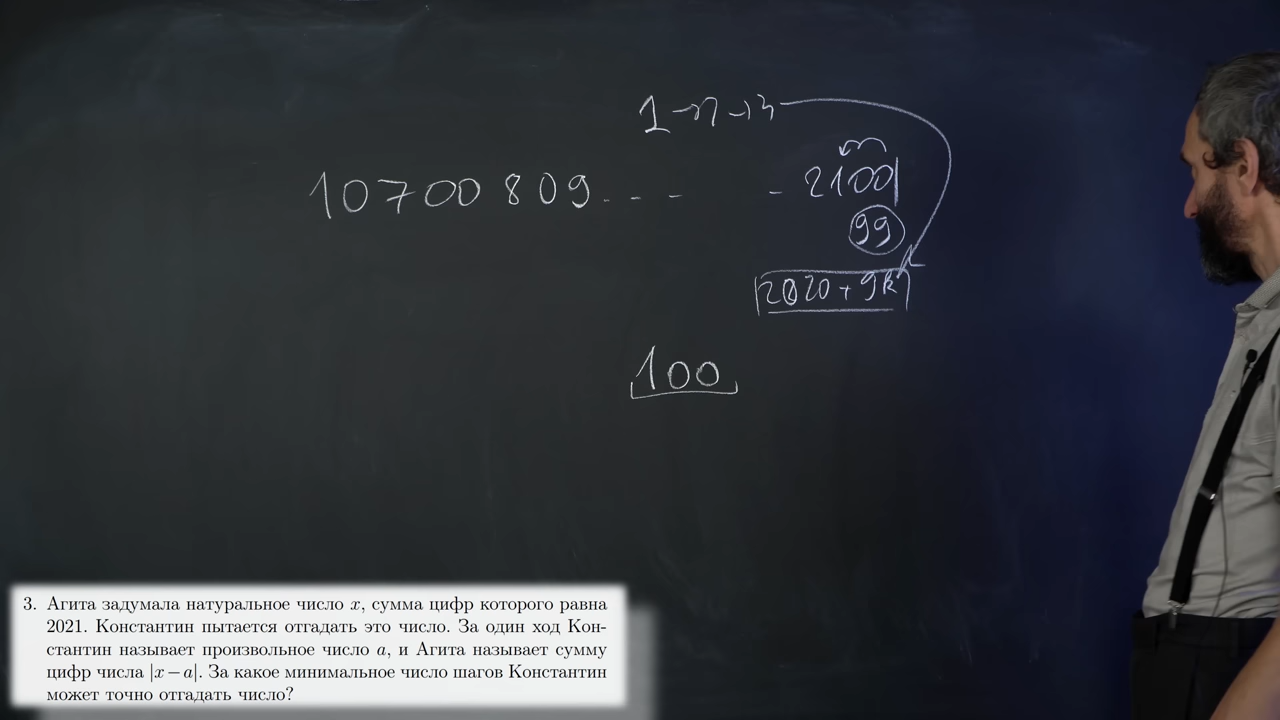 1
10700809... - 2100
99
2020+9k
100
3. Агита задумала натуральное число x, сумма цифр которого равна
2021. Константин пытается отгадать это число. За один ход Кон-
стантин называет произвольное число a, и Агита называет сумму
цифр числа |x − a|. За какое минимальное число шагов Константин
может точно отгадать число?